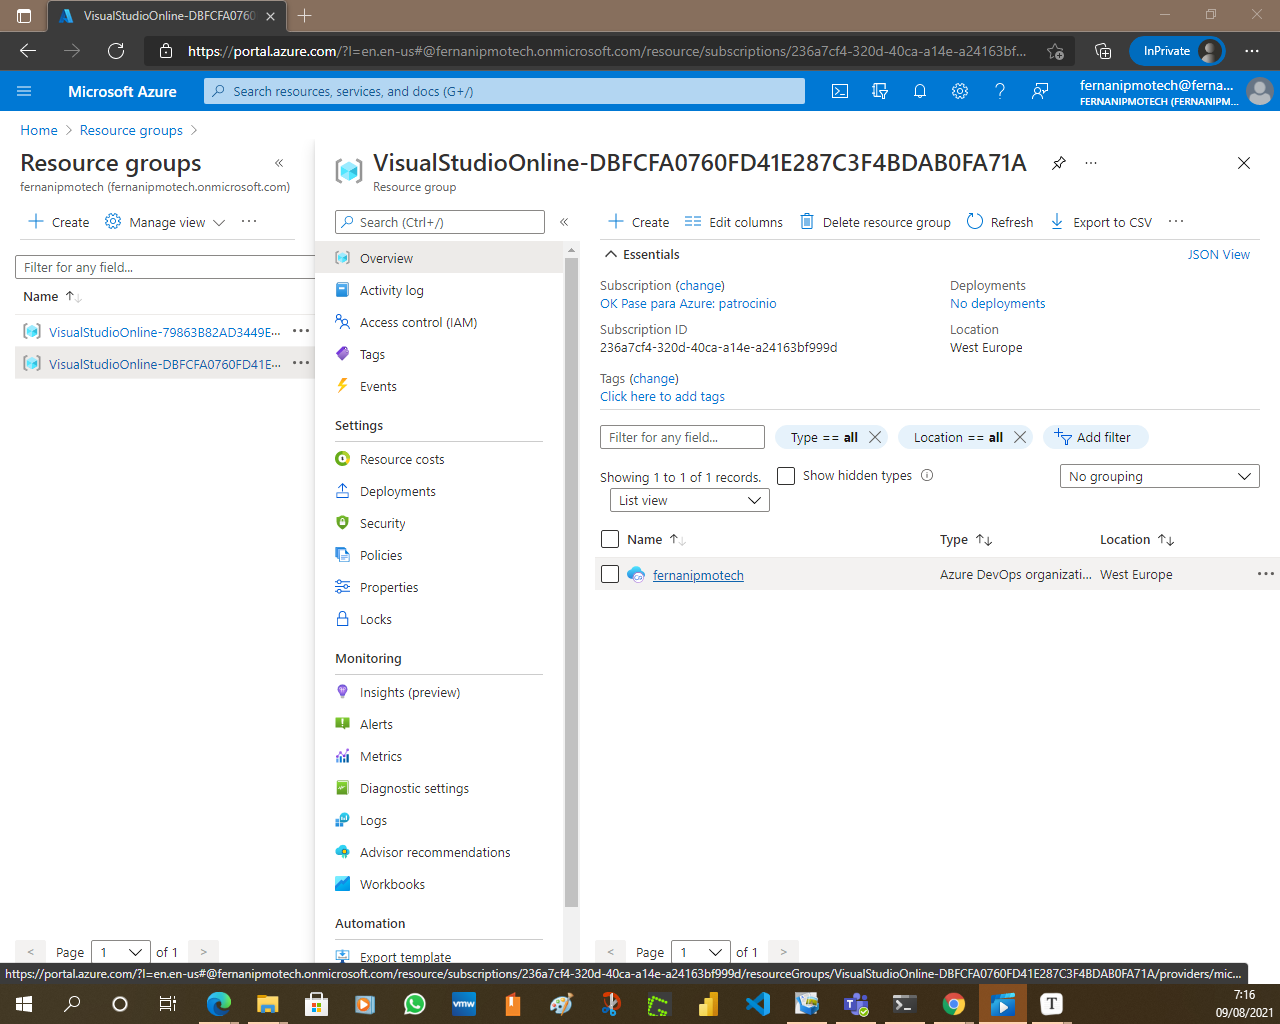 VisualStudioOnline-DBFCFA0760
https://portal.azure.com/?l=en.en-us#@fernanipmotech.onmicrosoft.com/resource/subscriptions/236a7cf4-320d-40ca-a14e-a24163bf...
InPrivate
Microsoft Azure
Search resources, services, and docs (G+/)
fernanipmotech@ferna...
FERNANIPMOTECH (FERNANIPM...
Home > Resource groups >
Resource groups
fernanipmotech (fernanipmotech.onmicrosoft.com)
Create
Manage view
Filter for any field...
Name
VisualStudioOnline-79863B82AD3449E...
VisualStudioOnline-DBFCFA0760FD41E...
< Page 1 of 1 >
VisualStudioOnline-DBFCFA0760FD41E287C3F4BDAB0FA71A
Resource group
Search (Ctrl+/)
Overview
Activity log
Access control (IAM)
Tags
Events
Settings
Resource costs
Deployments
Security
Policies
Properties
Locks
Monitoring
Insights (preview)
Alerts
Metrics
Diagnostic settings
Logs
Advisor recommendations
Workbooks
Automation
Export template
Create
Edit columns
Delete resource group
Refresh
Export to CSV
Essentials
JSON View
Subscription (change)
OK Pase para Azure: patrocinio
Subscription ID
236a7cf4-320d-40ca-a14e-a24163bf999d
Deployments
No deployments
Location
West Europe
Tags (change)
Click here to add tags
Filter for any field...
Type == all
Location == all
Add filter
Showing 1 to 1 of 1 records.
Show hidden types
No grouping
List view
Name
Type
Location
fernanipmotech
Azure DevOps organizati...
West Europe
< Page 1 of 1 >
https://portal.azure.com/?l=en.en-us#@fernanipmotech.onmicrosoft.com/resource/subscriptions/236a7cf4-320d-40ca-a14e-a24163bf999d/resourceGroups/VisualStudioOnline-DBFCFA0760FD41E287C3F4BDAB0FA71A/providers/mic...
vmw
T
7:16
09/08/2021